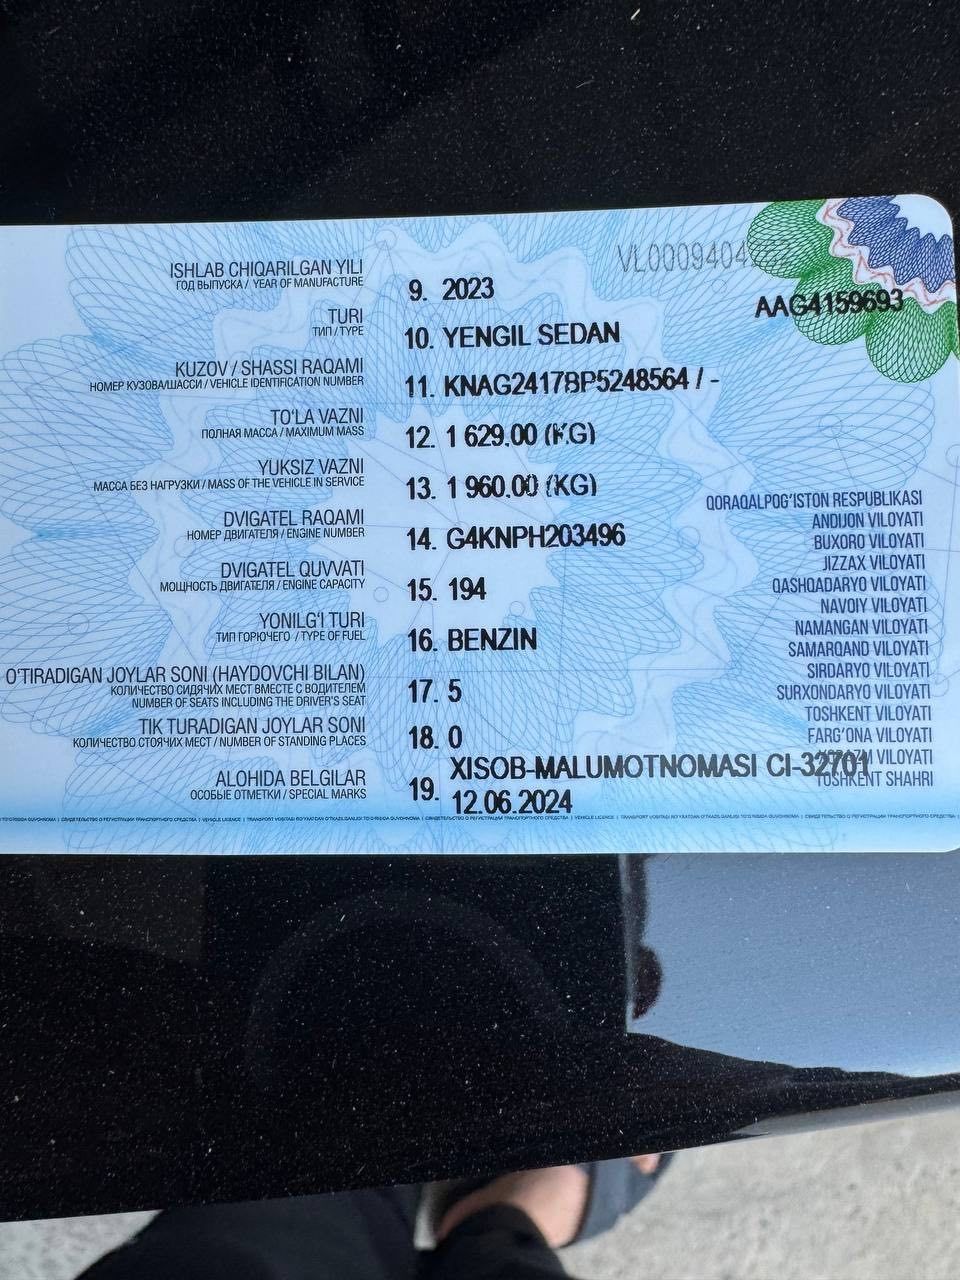 VL0009404
AAG4159693
ISHLAB CHIQARILGAN YILI
ГОД ВЫПУСКА / YEAR OF MANUFACTURE
9. 2023
TURI
ТИП / TYPE
10. YENGIL SEDAN
KUZOV / SHASSI RAQAMI
НОМЕР КУЗОВА/ШАССИ / VEHICLE IDENTIFICATION NUMBER
11. KNAG2417BP5248564 / -
TO‘LA VAZNI
ПОЛНАЯ МАССА / MAXIMUM MASS
12. 1 629.00 (KG)
YUKSIZ VAZNI
МАССА БЕЗ НАГРУЗКИ / MASS OF THE VEHICLE IN SERVICE
13. 1 960.00 (KG)
DVIGATEL RAQAMI
НОМЕР ДВИГАТЕЛЯ / ENGINE NUMBER
14. G4KNPH203496
DVIGATEL QUVVATI
МОЩНОСТЬ ДВИГАТЕЛЯ / ENGINE CAPACITY
15. 194
YONILG‘I TURI
ТИП ГОРЮЧЕГО / TYPE OF FUEL
16. BENZIN
O‘TIRADIGAN JOYLAR SONI (HAYDOVCHI BILAN)
КОЛИЧЕСТВО СИДЯЧИХ МЕСТ ВМЕСТЕ С ВОДИТЕЛЕМ
NUMBER OF SEATS INCLUDING THE DRIVER'S SEAT
17. 5
TIK TURADIGAN JOYLAR SONI
КОЛИЧЕСТВО СТОЯЧИХ МЕСТ / NUMBER OF STANDING PLACES
18. 0
ALOHIDA BELGILAR
ОСОБЫЕ ОТМЕТКИ / SPECIAL MARKS
19. XISOB-MALUMOTNOMASI CI-32701
12.06.2024
QORAQALPOG‘ISTON RESPUBLIKASI
ANDIJON VILOYATI
BUXORO VILOYATI
JIZZAX VILOYATI
QASHQADARYO VILOYATI
NAVOIY VILOYATI
NAMANGAN VILOYATI
SAMARQAND VILOYATI
SIRDARYO VILOYATI
SURXONDARYO VILOYATI
TOSHKENT VILOYATI
FARG‘ONA VILOYATI
VILOYATI
TOSHKENT SHAHRI